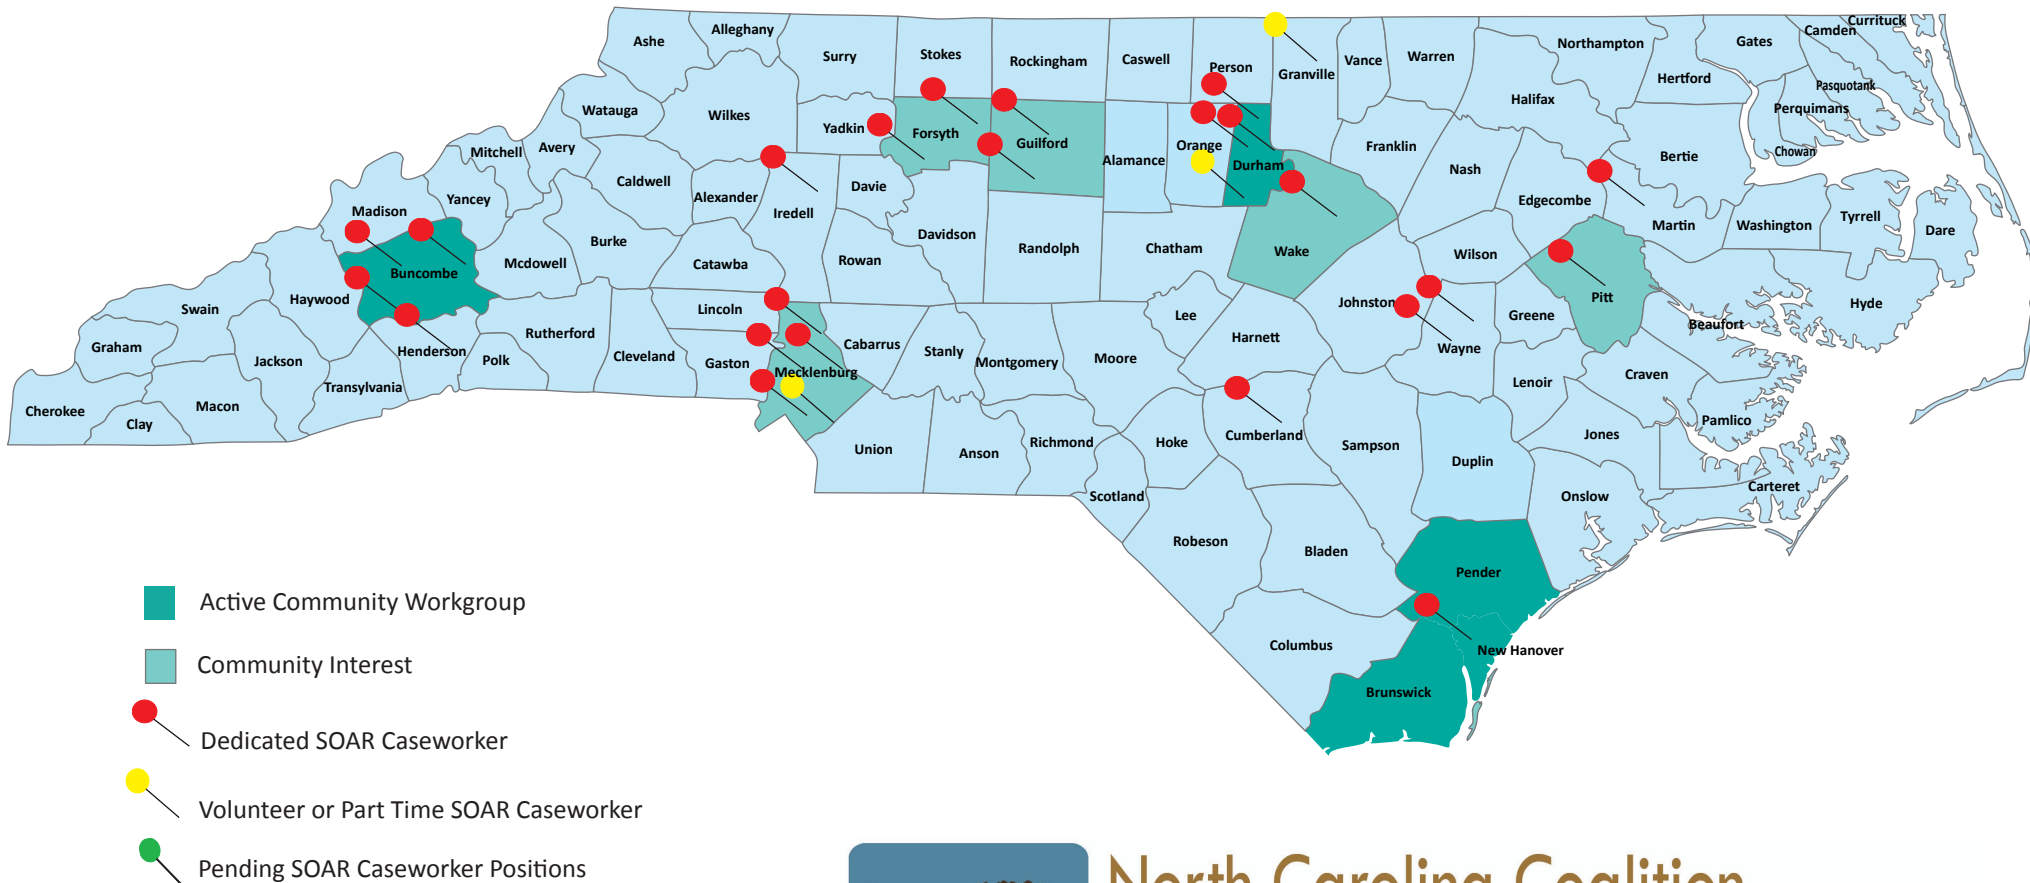 Ashe
Alleghany
Surry
Stokes
Rockingham
Caswell
Person
Granville
Vance
Warren
Northampton
Gates
Camden
Currituck
Pasquotank
Perquimans
Chowan
Hertford
Halifax
Bertie
Watauga
Wilkes
Yadkin
Forsyth
Guilford
Alamance
Orange
Durham
Franklin
Nash
Edgecombe
Martin
Washington
Tyrrell
Dare
Mitchell
Avery
Yancey
Caldwell
Alexander
Iredell
Davie
Madison
Buncombe
Mcdowell
Burke
Catawba
Rowan
Davidson
Randolph
Chatham
Wake
Wilson
Pitt
Beaufort
Hyde
Swain
Haywood
Lincoln
Rutherford
Lee
Johnston
Greene
Harnett
Wayne
Graham
Jackson
Henderson
Polk
Cleveland
Gaston
Mecklenburg
Cabarrus
Stanly
Montgomery
Moore
Lenoir
Craven
Pamlico
Cherokee
Clay
Macon
Transylvania
Union
Anson
Richmond
Hoke
Cumberland
Sampson
Duplin
Jones
Scotland
Onslow
Carteret
Robeson
Bladen
Pender
Columbus
New Hanover
Brunswick
Active Community Workgroup
Community Interest
Dedicated SOAR Caseworker
Volunteer or Part Time SOAR Caseworker
Pending SOAR Caseworker Positions
North Carolina Coalition